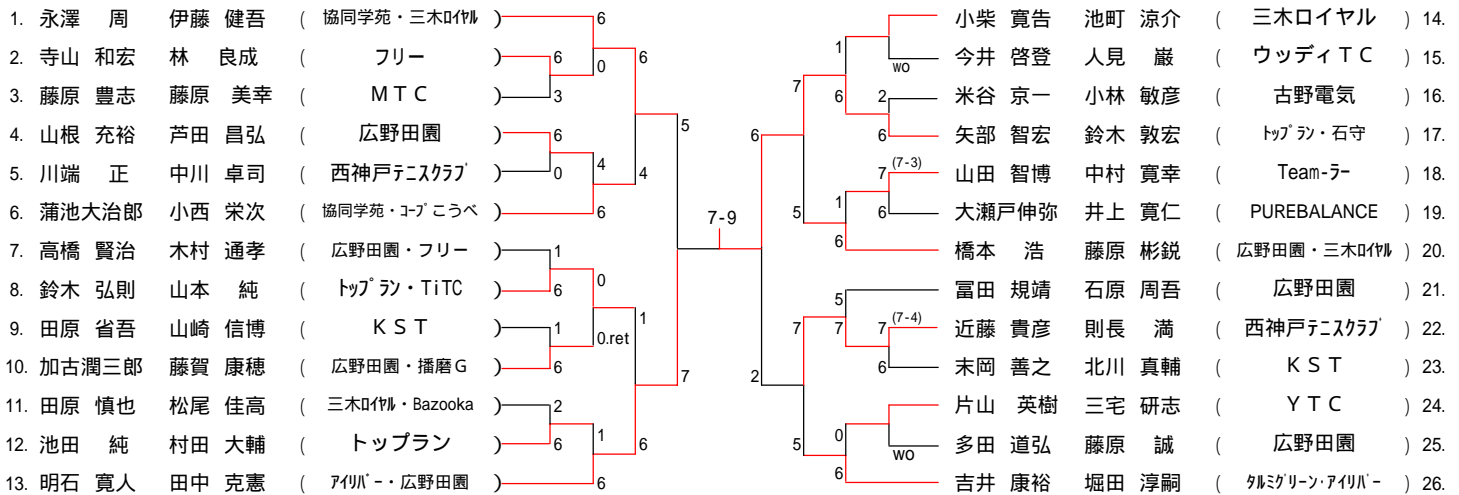 1. 永澤 周 伊藤 健吾 ( 協同学苑・三木ﾛｲﾔﾙ ) 6
2. 寺山 和宏 林 良成 ( フリー ) 6 0 6
3. 藤原 豊志 藤原 美幸 ( ＭＴＣ ) 3
4. 山根 充裕 芦田 昌弘 ( 広野田園 ) 6 5
5. 川端 正 中川 卓司 ( 西神戸ﾃﾆｽｸﾗﾌﾞ ) 0 4 4
6. 蒲池大治郎 小西 栄次 ( 協同学苑・ｺｰﾌﾟこうべ ) 6
7-9
7. 高橋 賢治 木村 通孝 ( 広野田園・フリー ) 1
8. 鈴木 弘則 山本 純 ( ﾄｯﾌﾟﾗﾝ・TiTC ) 6 0
9. 田原 省吾 山崎 信博 ( ＫＳＴ ) 1 0.ret 1
10. 加古潤三郎 藤賀 康穂 ( 広野田園・播磨Ｇ ) 6 7
11. 田原 慎也 松尾 佳高 ( 三木ﾛｲﾔﾙ・Bazooka ) 2
12. 池田 純 村田 大輔 ( トップラン ) 6 1 6
13. 明石 寛人 田中 克憲 ( ｱｲﾘﾊﾞｰ・広野田園 ) 6
小柴 寛告 池町 涼介 ( 三木ロイヤル ) 14.
1 wo 今井 啓登 人見 巌 ( ウッディＴＣ ) 15.
7 6 2 米谷 京一 小林 敏彦 ( 古野電気 ) 16.
6 6 矢部 智宏 鈴木 敦宏 ( ﾄｯﾌﾟﾗﾝ・石守 ) 17.
7 (7-3) 山田 智博 中村 寛幸 ( Team-ﾗｰ ) 18.
5 1 6 大瀬戸伸弥 井上 寛仁 ( PUREBALANCE ) 19.
6 橋本 浩 藤原 彬鋭 ( 広野田園・三木ﾛｲﾔﾙ ) 20.
5 冨田 規靖 石原 周吾 ( 広野田園 ) 21.
7 7 7 (7-4) 近藤 貴彦 則長 満 ( 西神戸ﾃﾆｽｸﾗﾌﾞ ) 22.
2 6 末岡 善之 北川 真輔 ( ＫＳＴ ) 23.
片山 英樹 三宅 研志 ( ＹＴＣ ) 24.
5 0 wo 多田 道弘 藤原 誠 ( 広野田園 ) 25.
6 吉井 康裕 堀田 淳嗣 ( ﾀﾙﾐｸﾞﾘｰﾝ・ｱｲﾘﾊﾞｰ ) 26.